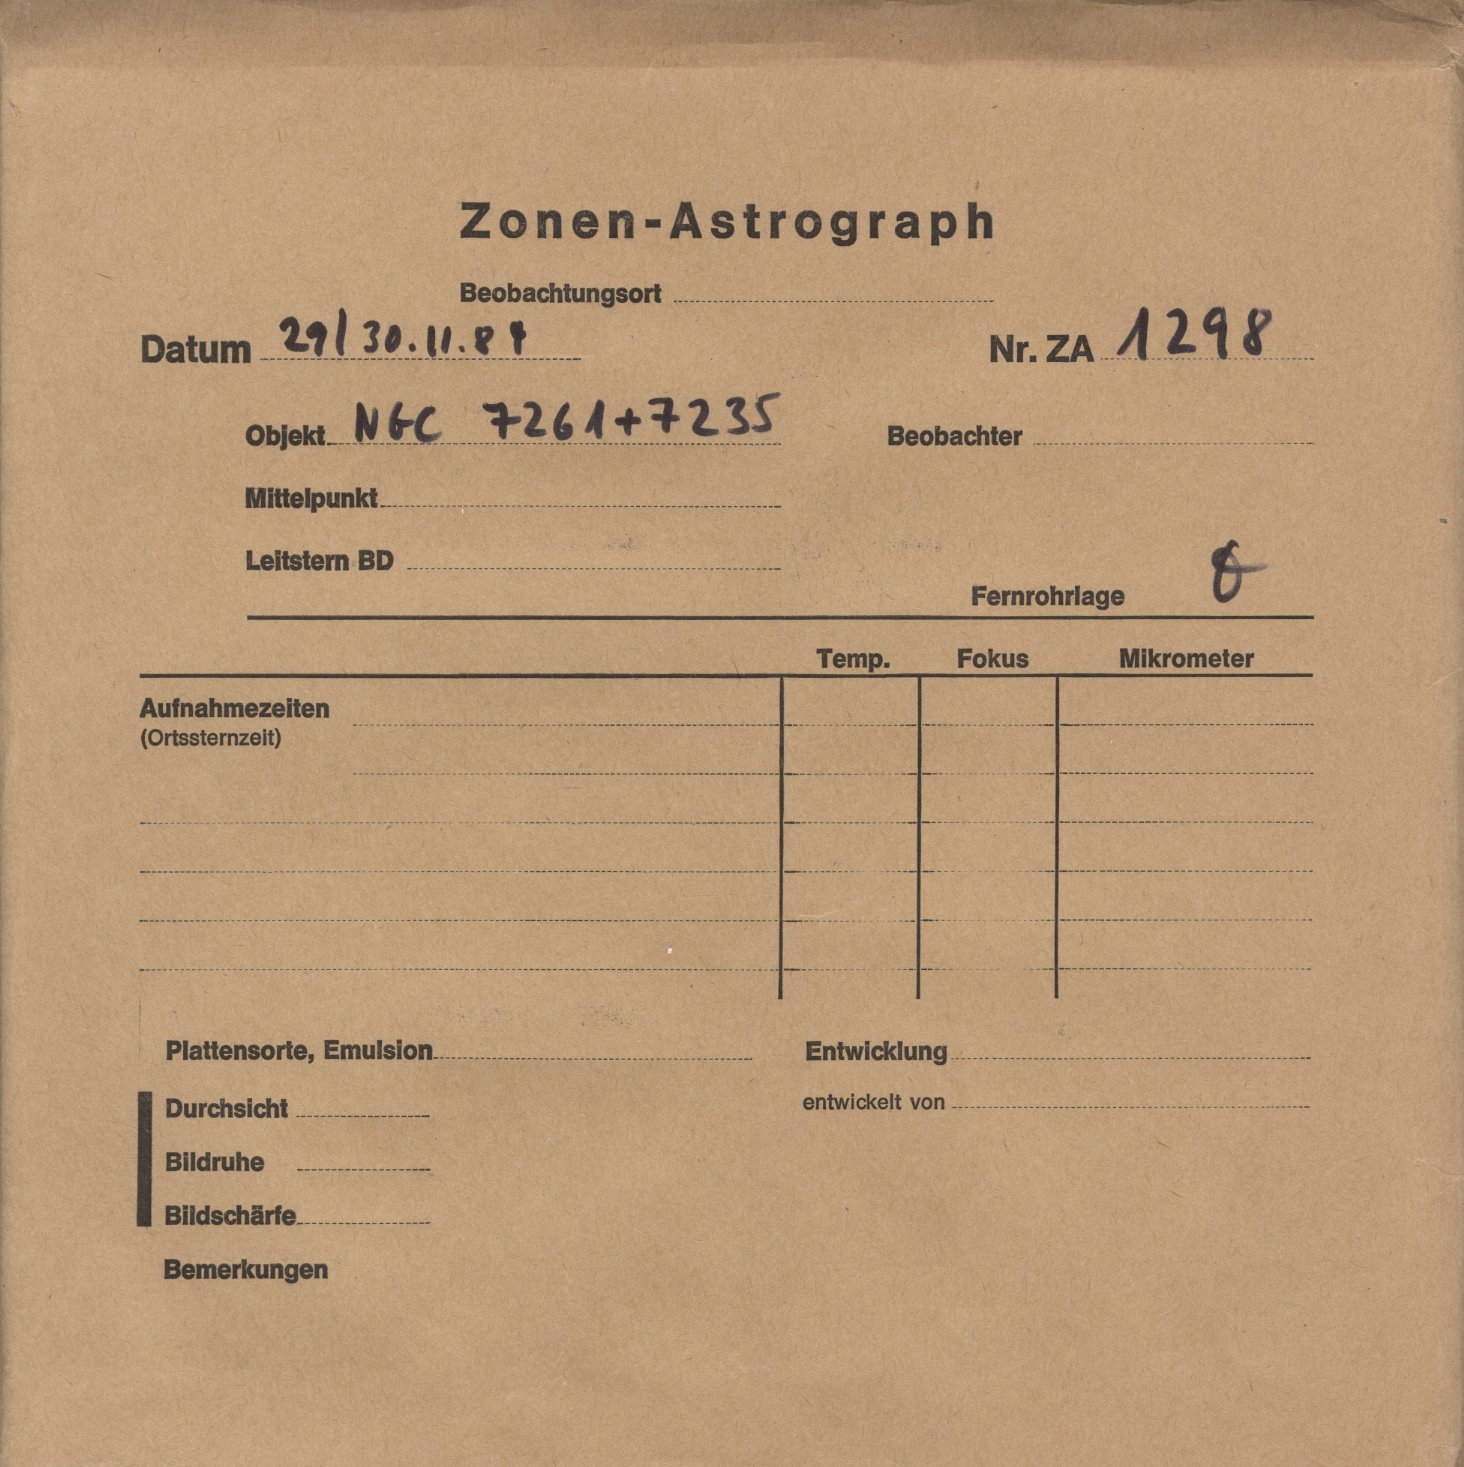 Zonen-Astrograph
Beobachtungsort
Datum 29/30.11.87
Nr. ZA 1298
Objekt NGC 7261+7235
Beobachter
Mittelpunkt
Leitstern BD
Fernrohrlage
Temp. Fokus Mikrometer
Aufnahmezeiten
(Ortssternzeit)
Plattensorte, Emulsion
Entwicklung
Durchsicht
entwickelt von
Bildruhe
Bildschärfe
Bemerkungen